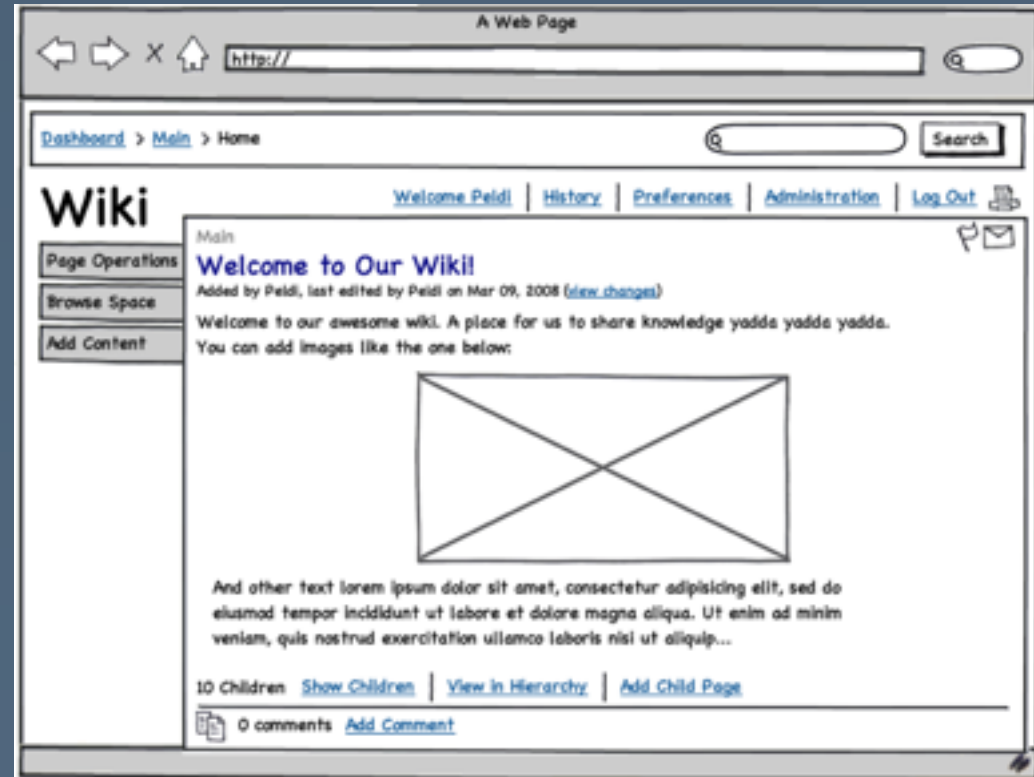 A Web Page
http://
Dashboard > Main > Home
Search
Wiki
Welcome Peldi | History | Preferences | Administration | Log Out
Page Operations
Browse Space
Add Content
Main
Welcome to Our Wiki!
Added by Peldi, last edited by Peldi on Mar 09, 2008 (view changes)
Welcome to our awesome wiki. A place for us to share knowledge yadda yadda yadda.
You can add images like the one below:
And other text lorem ipsum dolor sit amet, consectetur adipisicing elit, sed do
eiusmod tempor incididunt ut labore et dolore magna aliqua. Ut enim ad minim
veniam, quis nostrud exercitation ullamco laboris nisi ut aliquip...
10 Children Show Children | View in Hierarchy | Add Child Page
0 comments Add Comment